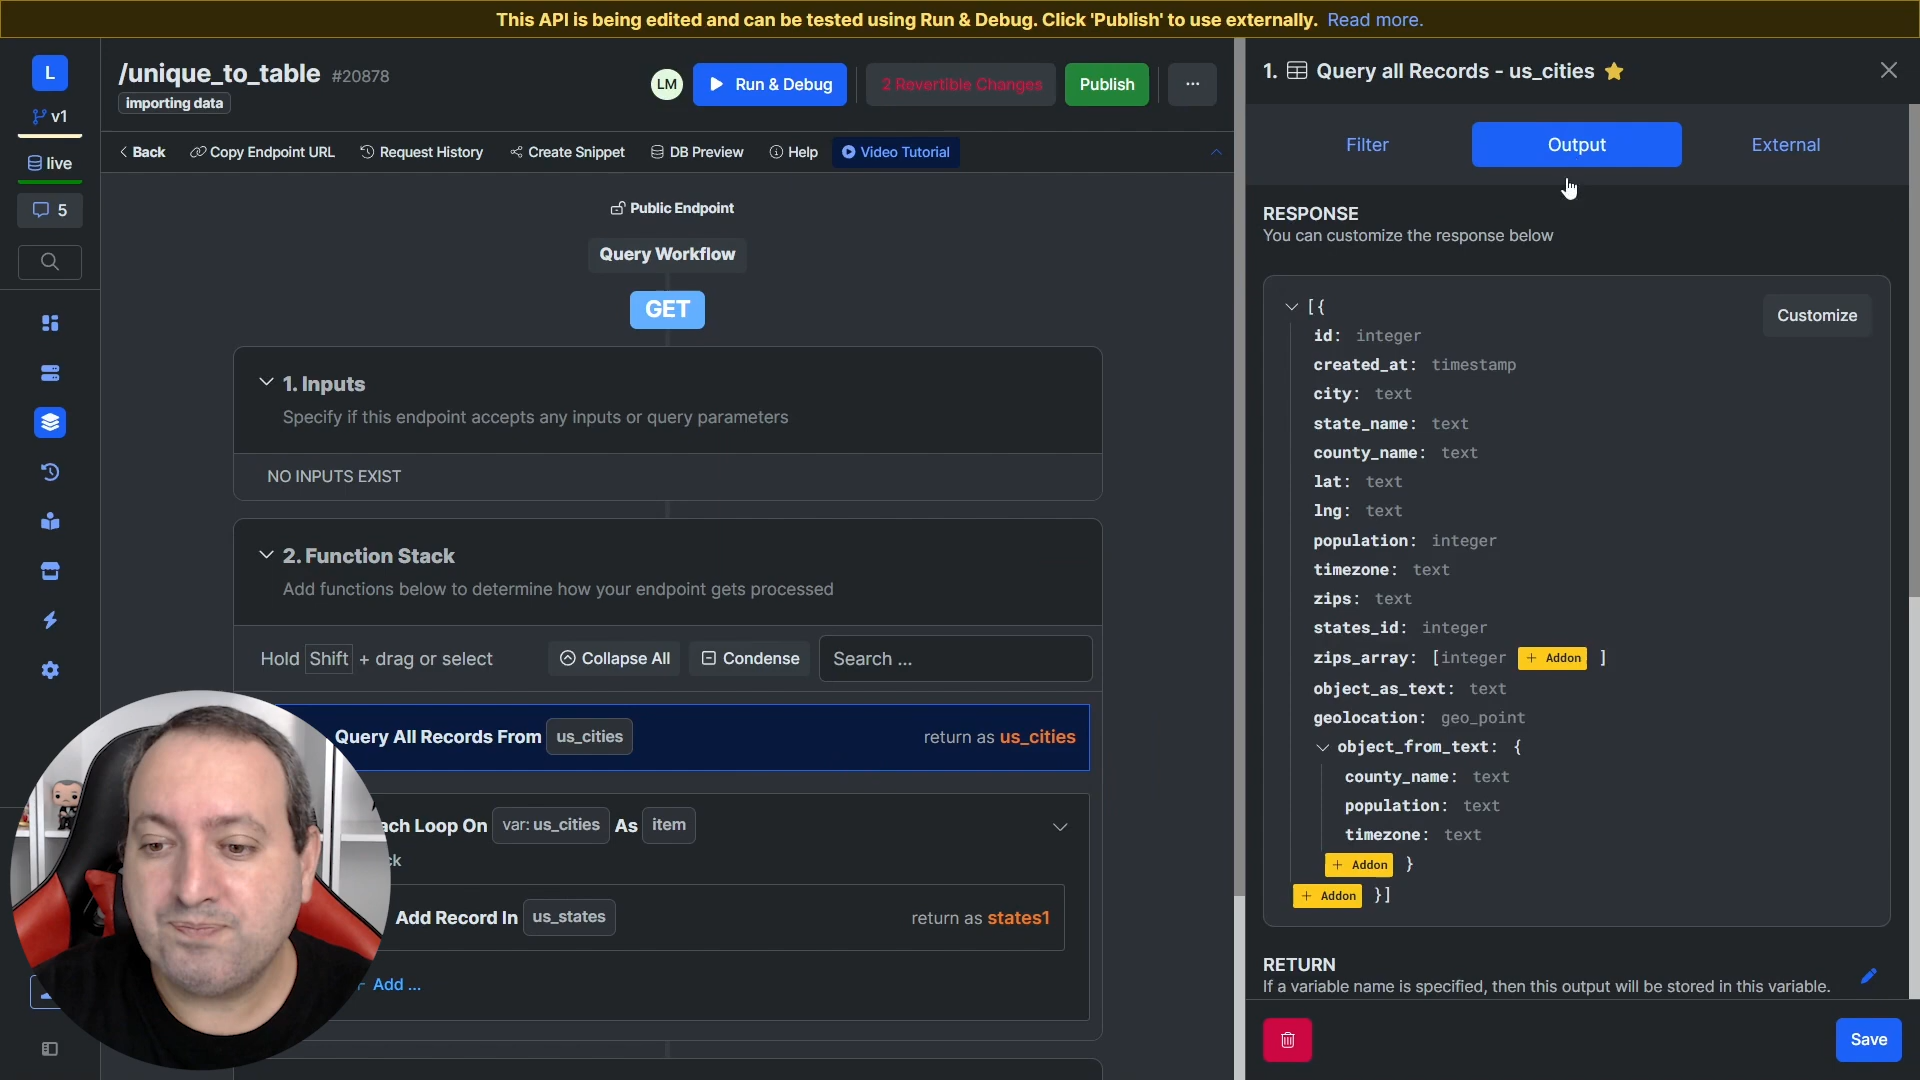 This API is being edited and can be tested using Run & Debug. Click 'Publish' to use externally. Read more.
L
v1
live
5
/unique_to_table #20878
importing data
LM
Run & Debug
2 Revertible Changes
Publish
...
Back
Copy Endpoint URL
Request History
Create Snippet
DB Preview
Help
Video Tutorial
Public Endpoint
Query Workflow
GET
1. Inputs
Specify if this endpoint accepts any inputs or query parameters
NO INPUTS EXIST
2. Function Stack
Add functions below to determine how your endpoint gets processed
Hold Shift + drag or select
Collapse All
Condense
Search ...
Query All Records From us_cities return as us_cities
ach Loop On var: us_cities As item
ck
Add Record In us_states return as states1
Add ...
1. Query all Records - us_cities
Filter
Output
External
RESPONSE
You can customize the response below
Customize
[{
id: integer
created_at: timestamp
city: text
state_name: text
county_name: text
lat: text
lng: text
population: integer
timezone: text
zips: text
states_id: integer
zips_array: [integer + Addon ]
object_as_text: text
geolocation: geo_point
object_from_text: {
county_name: text
population: text
timezone: text
+ Addon }
+ Addon }]
RETURN
If a variable name is specified, then this output will be stored in this variable.
Save